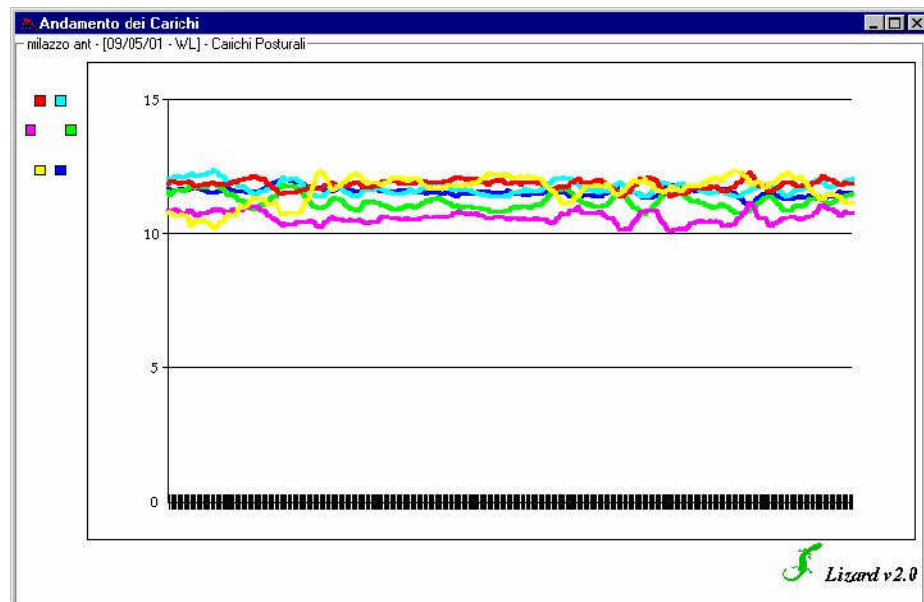 Andamento dei Carichi
milazzo ant - [09/05/01 - WL] - Carichi Posturali
15
10
5
0
Lizard v2.0